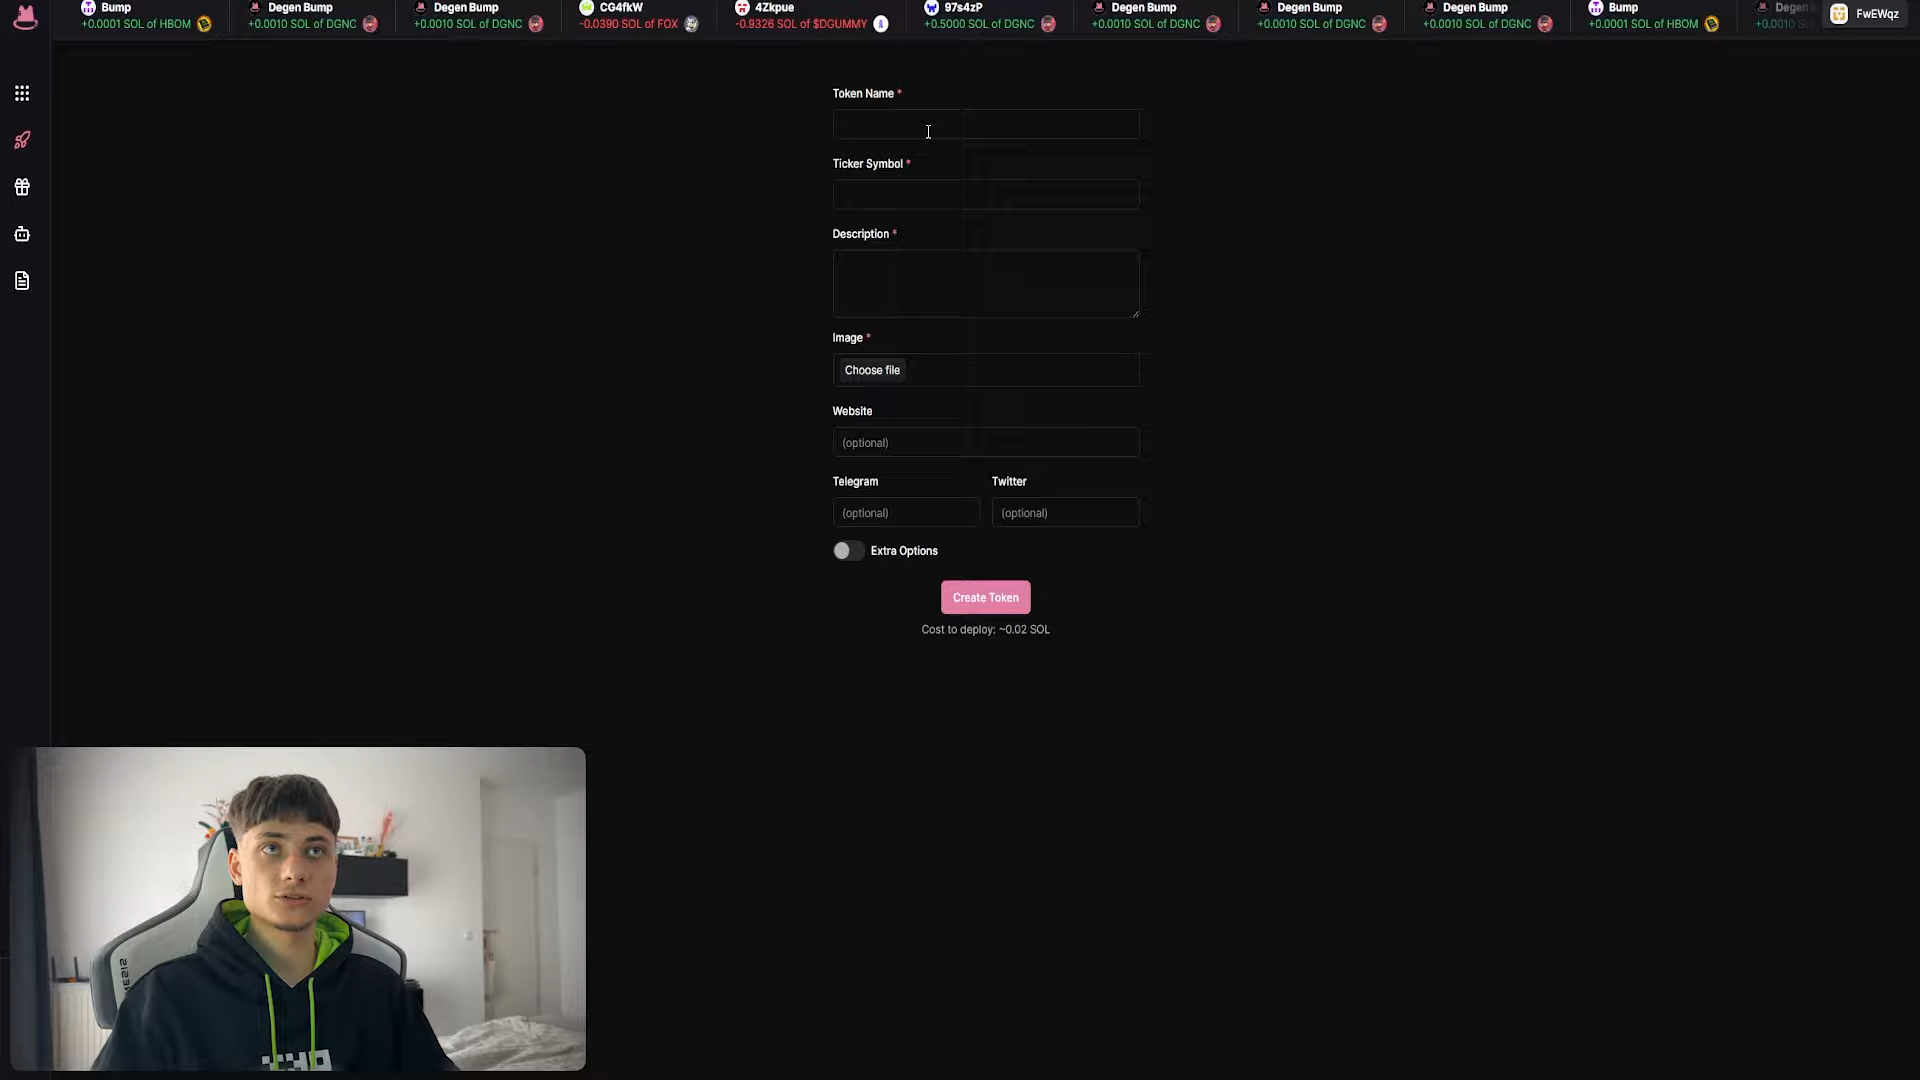 Bump
+0.0001 SOL of HBOM
Degen Bump
+0.0010 SOL of DGNC
Degen Bump
+0.0010 SOL of DGNC
CG4fkW
-0.0390 SOL of FOX
4Zkpue
-0.9326 SOL of $DGUMMY
97s4zP
+0.5000 SOL of DGNC
Degen Bump
+0.0010 SOL of DGNC
Degen Bump
+0.0010 SOL of DGNC
Degen Bump
+0.0010 SOL of DGNC
Bump
+0.0001 SOL of HBOM
Degen
+0.0010 SO
FwEWqz
Token Name *
Ticker Symbol *
Description *
Image *
Choose file
Website
(optional)
Telegram
Twitter
(optional)
(optional)
Extra Options
Create Token
Cost to deploy: ~0.02 SOL